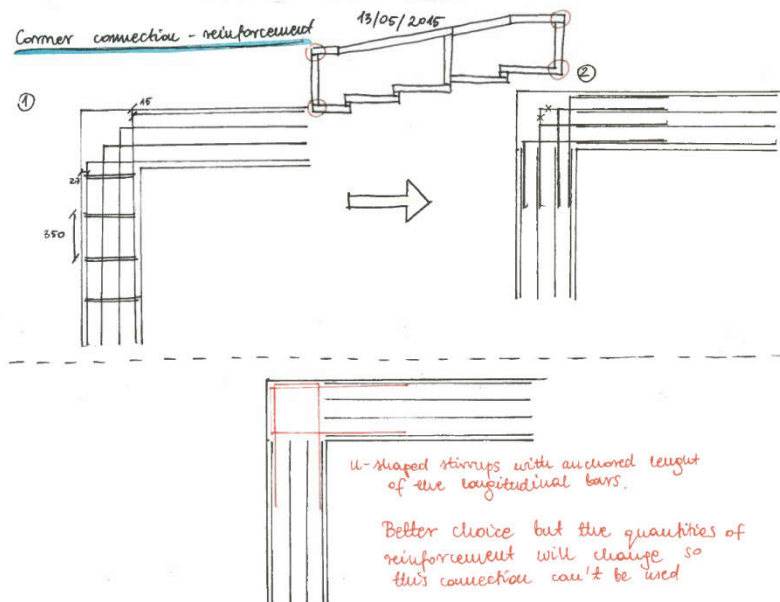 Corner connection - reinforcement
13/05/2015
1
2
15
27
350
U-shaped stirrups with anchored lenght
of the longitudinal bars.
Better choice but the quantities of
reinforcement will change so
this connection can't be used